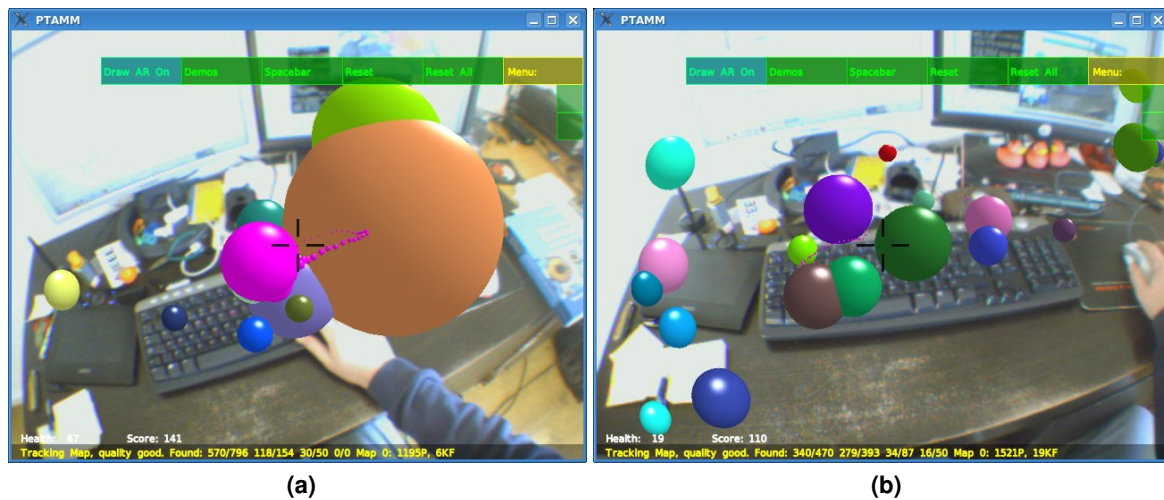 PTAMM
Draw AR On Demos Spacebar Reset Reset All Menu:
Health: 67 Score: 141
Tracking Map, quality good. Found: 570/796 118/154 30/50 0/0 Map 0: 1195P, 6KF
(a)
PTAMM
Draw AR On Demos Spacebar Reset Reset All Menu:
Health: 19 Score: 110
Tracking Map, quality good. Found: 340/470 279/393 34/87 16/50 Map 0: 1521P, 19KF
(b)